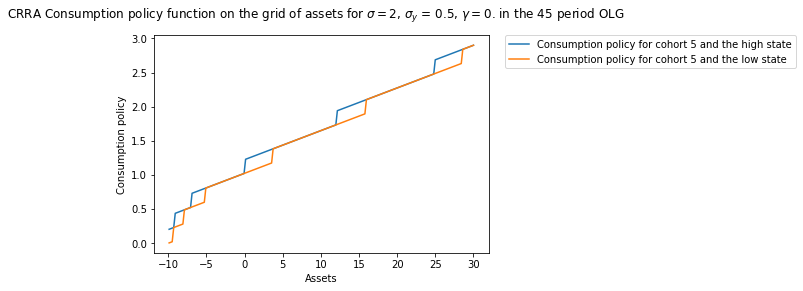 CRRA Consumption policy function on the grid of assets for σ = 2, σy = 0.5, γ = 0. in the 45 period OLG
Consumption policy for cohort 5 and the high state
Consumption policy for cohort 5 and the low state
Consumption policy
3.0
2.5
2.0
1.5
1.0
0.5
0.0
−10 −5 0 5 10 15 20 25 30
Assets